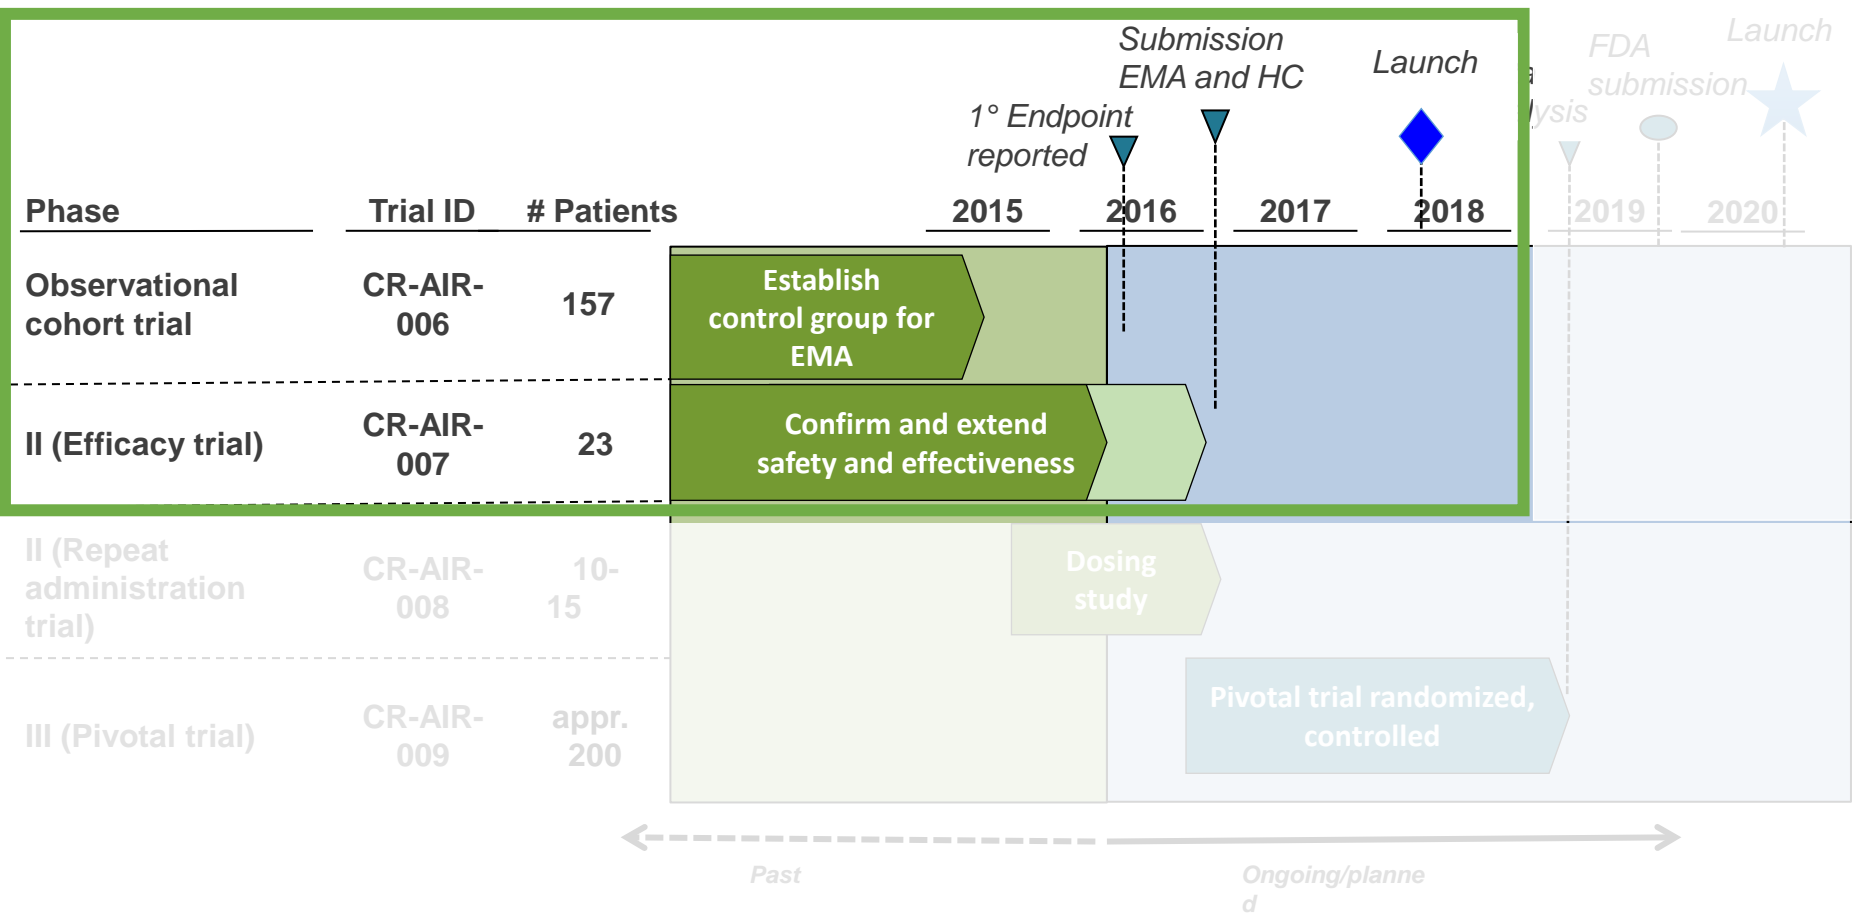 Submission
EMA and HC
Launch
FDA
submission
Launch
1° Endpoint
reported
lysis
Phase
Trial ID
# Patients
2015
2016
2017
2018
2019
2020
Observational
cohort trial
CR-AIR-
006
157
Establish
control group for
EMA
II (Efficacy trial)
CR-AIR-
007
23
Confirm and extend
safety and effectiveness
II (Repeat
administration
trial)
CR-AIR-
008
10-
15
Dosing
study
III (Pivotal trial)
CR-AIR-
009
appr.
200
Pivotal trial randomized,
controlled
Past
Ongoing/planne
d